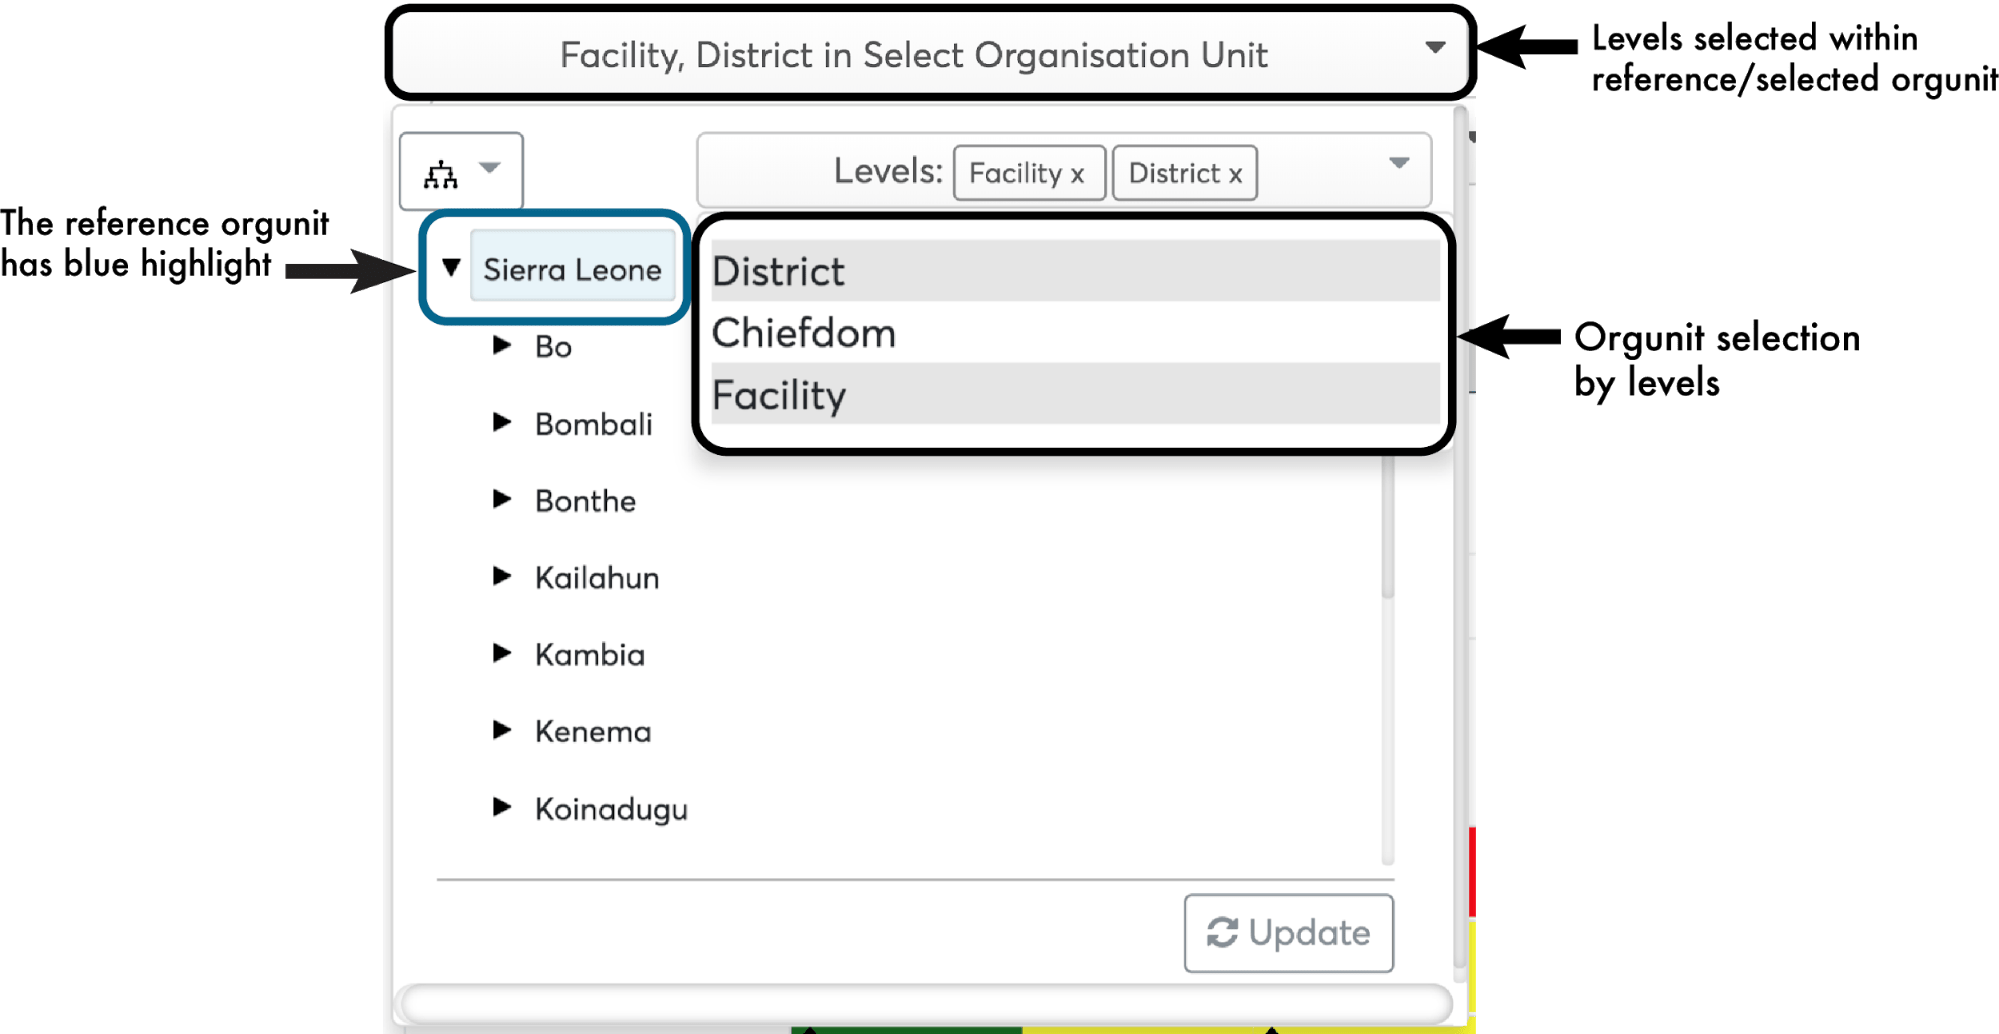 Facility, District in Select Organisation Unit
Levels selected within
reference/selected orgunit
Levels: Facility x District x
The reference orgunit
has blue highlight
Sierra Leone
District
Chiefdom
Facility
Orgunit selection
by levels
Bo
Bombali
Bonthe
Kailahun
Kambia
Kenema
Koinadugu
Update